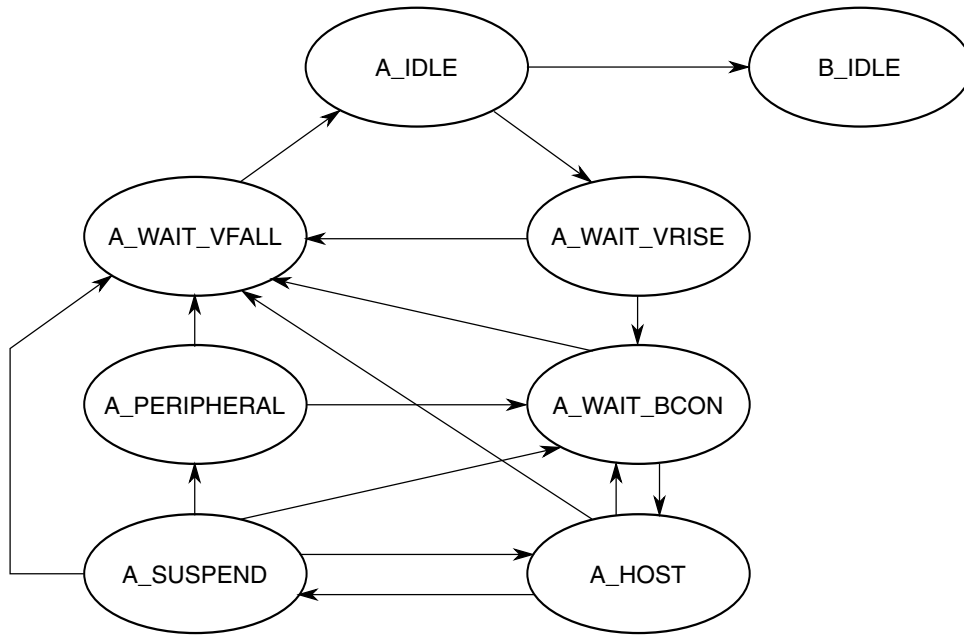 A_IDLE
B_IDLE
A_WAIT_VFALL
A_WAIT_VRISE
A_PERIPHERAL
A_WAIT_BCON
A_SUSPEND
A_HOST